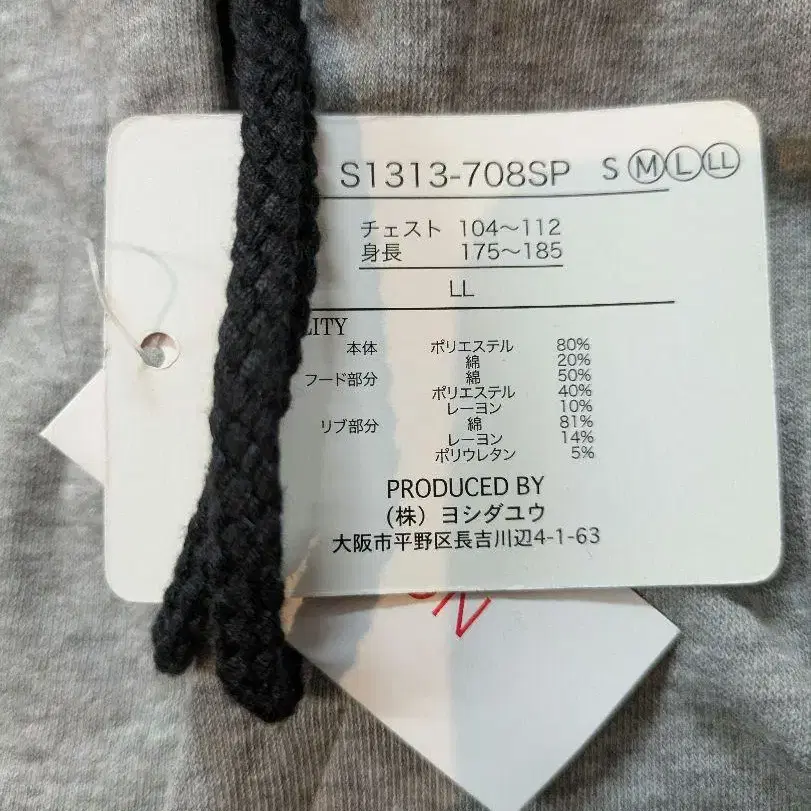 S1313-708SP S Ⓜ Ⓛ LL
チェスト 104～112
身長 175～185
LL
LITY
本体 ポリエステル 80%
綿 20%
フード部分 綿 50%
ポリエステル 40%
レーヨン 10%
リブ部分 綿 81%
レーヨン 14%
ポリウレタン 5%
PRODUCED BY
(株) ヨシダユウ
大阪市平野区長吉川辺4-1-63